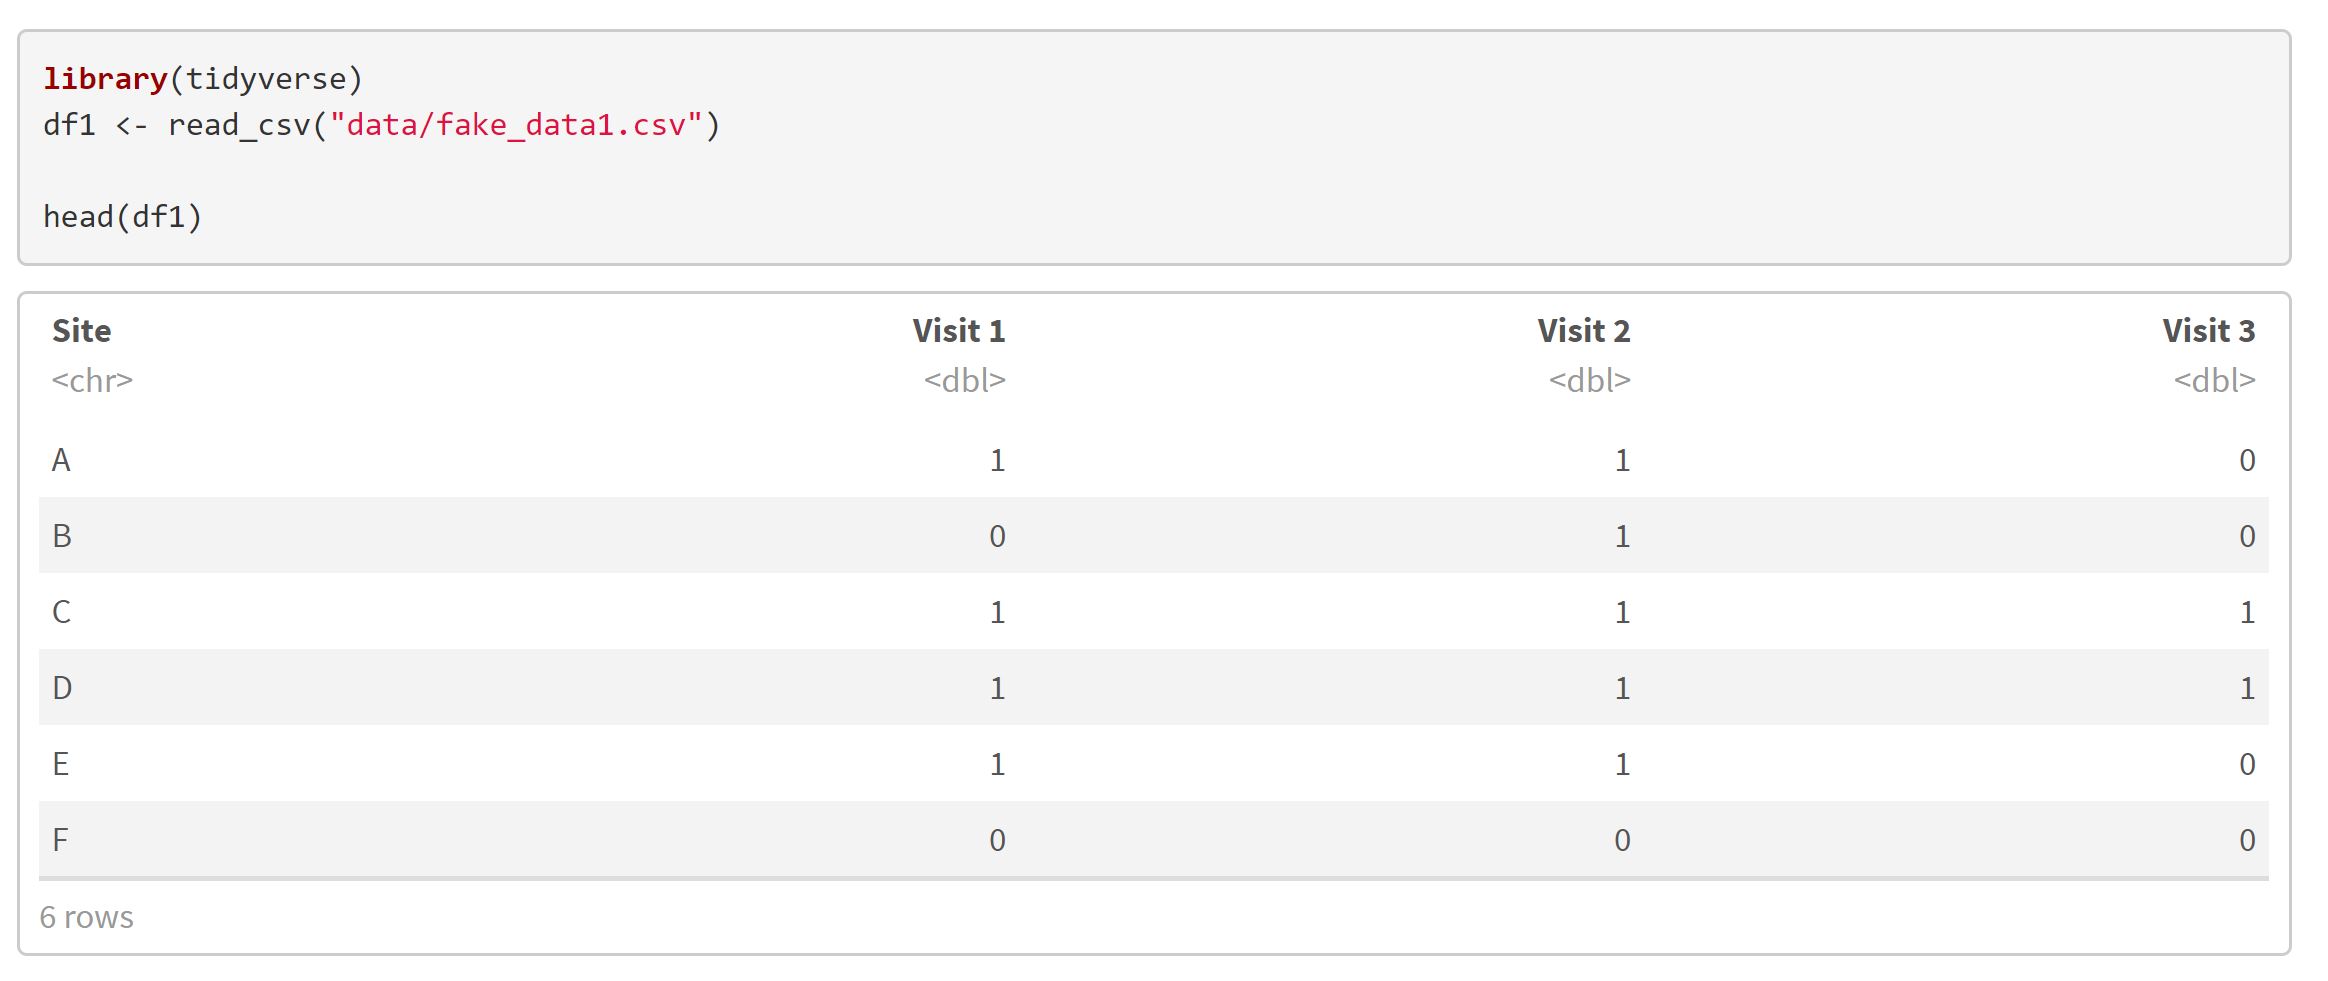 library(tidyverse)
df1 <- read_csv("data/fake_data1.csv")
head(df1)
Site Visit 1 Visit 2 Visit 3
<chr> <dbl> <dbl> <dbl>
A 1 1 0
B 0 1 0
C 1 1 1
D 1 1 1
E 1 1 0
F 0 0 0
6 rows